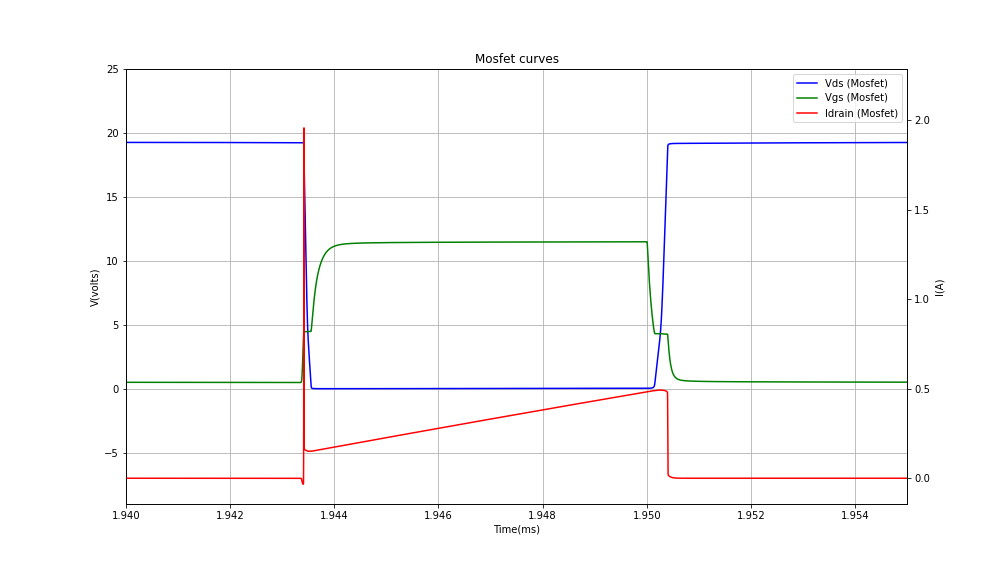 Mosfet curves
Vds (Mosfet)
Vgs (Mosfet)
Idrain (Mosfet)
V(volts)
25
20
15
10
5
0
−5
2.0
1.5
1.0
0.5
0.0
I(A)
1.940 1.942 1.944 1.946 1.948 1.950 1.952 1.954
Time(ms)